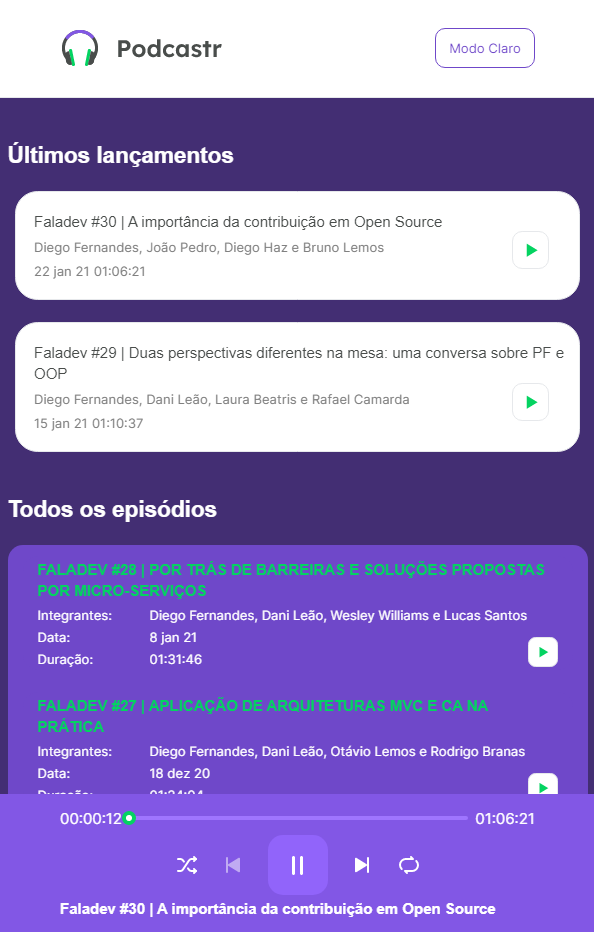 Podcastr
Modo Claro
Últimos lançamentos
Faladev #30 | A importância da contribuição em Open Source
Diego Fernandes, João Pedro, Diego Haz e Bruno Lemos
22 jan 21 01:06:21
Faladev #29 | Duas perspectivas diferentes na mesa: uma conversa sobre PF e
OOP
Diego Fernandes, Dani Leão, Laura Beatris e Rafael Camarda
15 jan 21 01:10:37
Todos os episódios
FALADEV #28 | POR TRÁS DE BARREIRAS E SOLUÇÕES PROPOSTAS
POR MICRO-SERVIÇOS
Integrantes: Diego Fernandes, Dani Leão, Wesley Williams e Lucas Santos
Data: 8 jan 21
Duração: 01:31:46
FALADEV #27 | APLICAÇÃO DE ARQUITETURAS MVC E CA NA
PRÁTICA
Integrantes: Diego Fernandes, Dani Leão, Otávio Lemos e Rodrigo Branas
Data: 18 dez 20
00:00:12 01:06:21
Faladev #30 | A importância da contribuição em Open Source